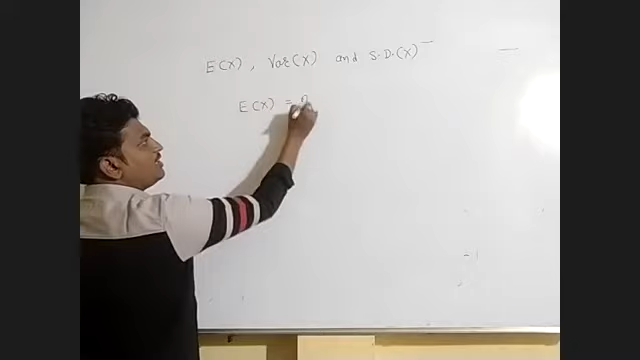 E(X), Var(X) and S.D.(X)
E(X) =